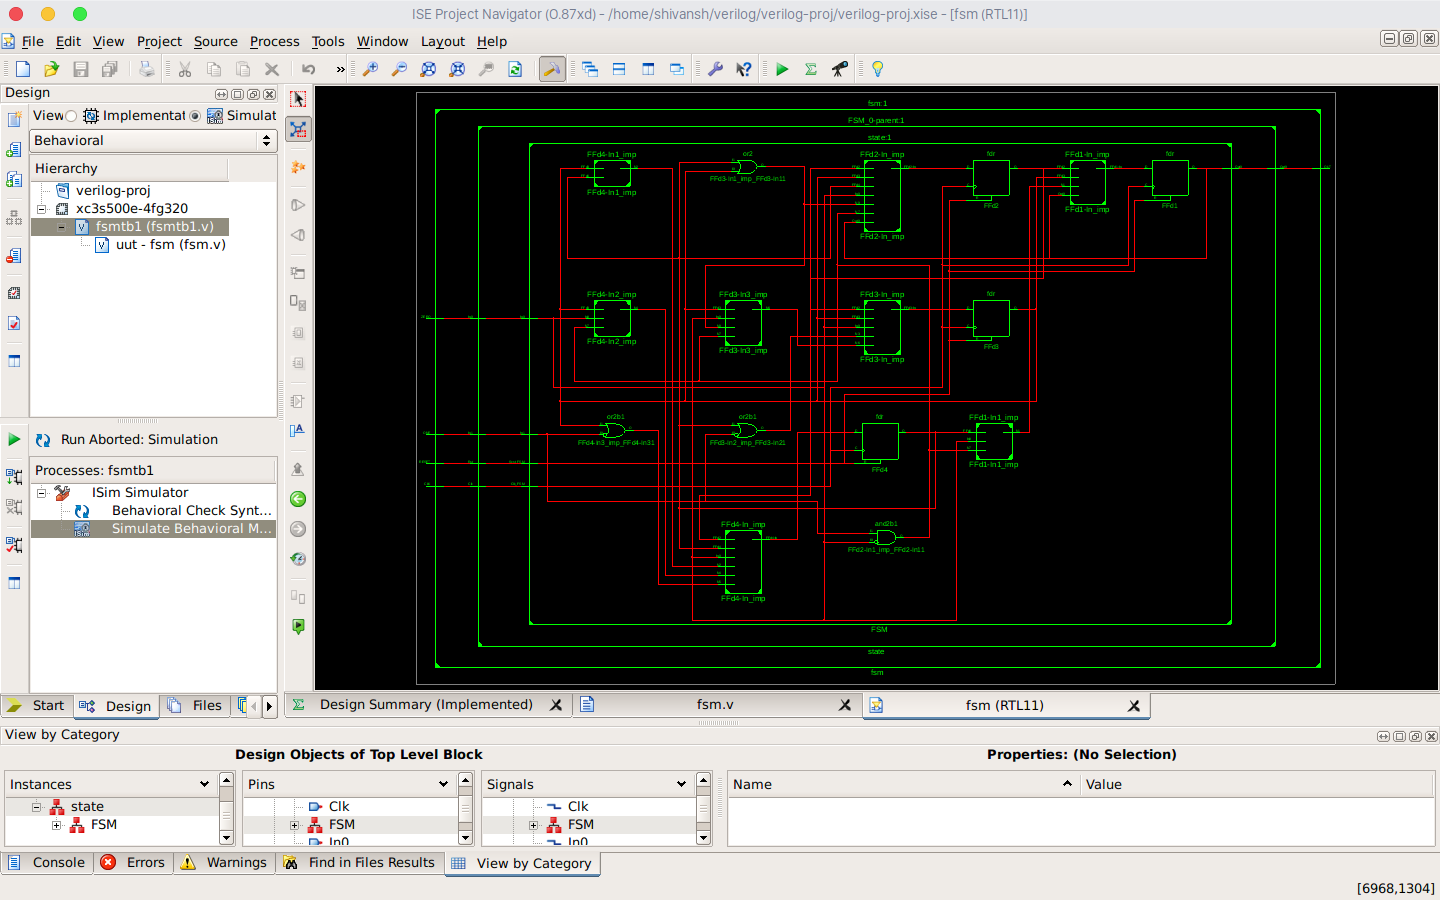 ISE Project Navigator (O.87xd) - /home/shivansh/verilog/verilog-proj/verilog-proj.xise - [fsm (RTL11)]
File Edit View Project Source Process Tools Window Layout Help
Design
View Implementat Simulat
Behavioral
Hierarchy
verilog-proj
xc3s500e-4fg320
fsmtb1 (fsmtb1.v)
uut - fsm (fsm.v)
Run Aborted: Simulation
Processes: fsmtb1
ISim Simulator
Behavioral Check Synt...
Simulate Behavioral M...
Start Design Files
fsm:1
FSM_0-parent:1
state:1
FFd4-In1_imp
or2
FFd2-In_imp
fdr
FFd1-In_imp
fdr
FFd4-In1_imp
FFd3-In1_imp_FFd3-In11
FFd2
FFd1-In_imp
FFd1
FFd2-In_imp
FFd4-In2_imp
FFd3-In3_imp
FFd3-In_imp
fdr
FFd4-In2_imp
FFd3-In3_imp
FFd3
FFd3-In_imp
or2b1
or2b1
fdr
FFd1-In1_imp
FFd4-In3_imp_FFd4-In31
FFd3-In2_imp_FFd3-In21
FFd4
FFd1-In1_imp
FFd4-In_imp
and2b1
FFd2-In1_imp_FFd2-In11
FFd4-In_imp
FSM
state
fsm
Design Summary (Implemented) fsm.v fsm (RTL11)
View by Category
Design Objects of Top Level Block
Properties: (No Selection)
Instances
state
FSM
Pins
Clk
FSM
In0
Signals
Clk
FSM
In0
Name Value
Console Errors Warnings Find in Files Results View by Category
[6968,1304]